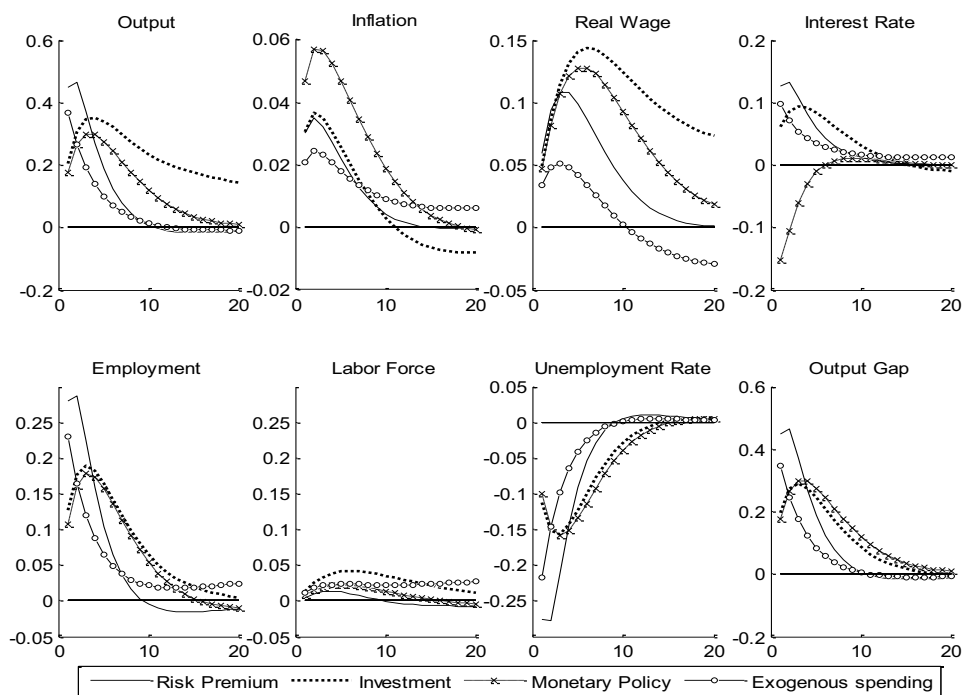 Output
0.6
0.4
0.2
0
-0.2
0 10 20
Inflation
0.06
0.04
0.02
0
-0.02
0 10 20
Real Wage
0.15
0.1
0.05
0
-0.05
0 10 20
Interest Rate
0.2
0.1
0
-0.1
-0.2
0 10 20
Employment
0.25
0.2
0.15
0.1
0.05
0
-0.05
0 10 20
Labor Force
0.25
0.2
0.15
0.1
0.05
0
-0.05
0 10 20
Unemployment Rate
0.05
0
-0.05
-0.1
-0.15
-0.2
-0.25
0 10 20
Output Gap
0.6
0.4
0.2
0
-0.2
0 10 20
Risk Premium Investment Monetary Policy Exogenous spending